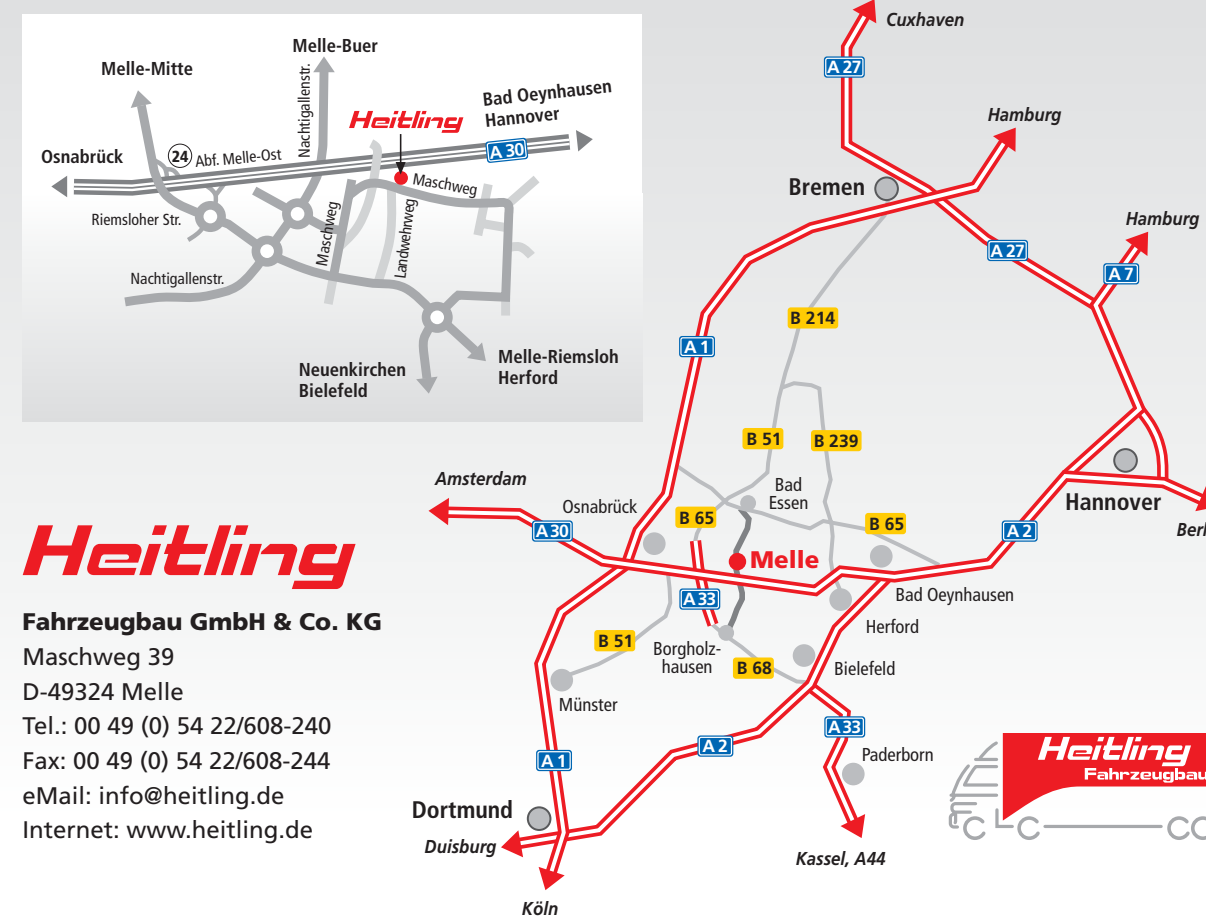 Melle-Mitte
Melle-Buer
Nachtigallenstr.
Bad Oeynhausen
Hannover
Heitling
A 30
Osnabrück
24
Abf. Melle-Ost
Maschweg
Riemsloher Str.
Maschweg
Landwehrweg
Nachtigallenstr.
Neuenkirchen
Bielefeld
Melle-Riemsloh
Herford
Cuxhaven
A 27
Hamburg
Bremen
Hamburg
A 27
A 7
B 214
A 1
B 51
B 239
Amsterdam
Bad
Essen
Osnabrück
Hannover
B 65
B 65
A 30
A 2
Melle
A 33
Bad Oeynhausen
Herford
B 51
Borgholz-
hausen
B 68
Bielefeld
Münster
A 33
A 2
A 1
Paderborn
Dortmund
Duisburg
Kassel, A44
Köln
Heitling
Fahrzeugbau GmbH & Co. KG
Maschweg 39
D-49324 Melle
Tel.: 00 49 (0) 54 22/608-240
Fax: 00 49 (0) 54 22/608-244
eMail: info@heitling.de
Internet: www.heitling.de
Heitling
Fahrzeugbau